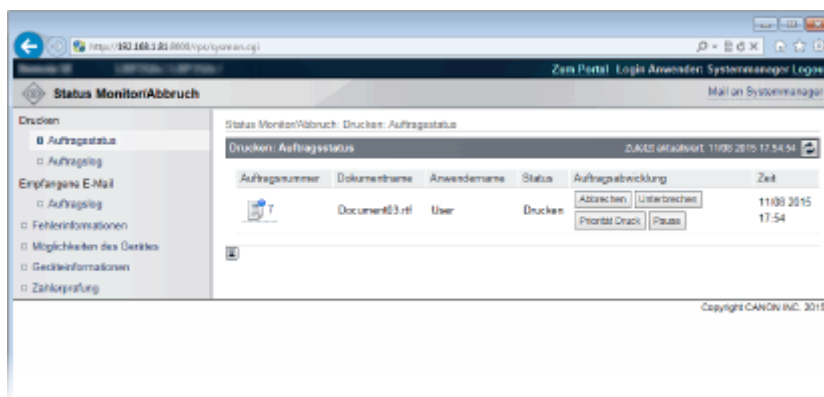 Zum Portal Login Anwender: Systemmanager Logou
Status Monitor/Abbruch
Mail an Systemmanager
Drucken
Auftragsstatus
Auftragslog
Empfangene E-Mail
Auftragslog
Fehlerinformationen
Möglichkeiten des Gerätes
Geräteinformationen
Zählerprüfung
Status Monitor/Abbruch: Drucken: Auftragsstatus
Drucken: Auftragsstatus
Zuletzt aktualisiert: 11/08 2015 17:54:54
Auftragsnummer Dokumentname Anwendername Status Auftragsabwicklung Zeit
7 Document03.rtf User Drucken Abbrechen Unterbrechen 11/08 2015
Priorität Druck Pause 17:54
Copyright CANON INC. 2015